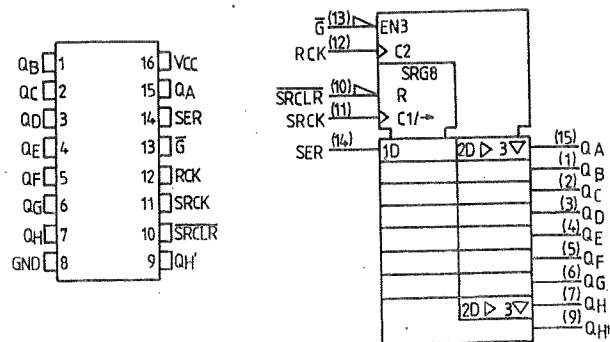 QB 1 16 VCC
QC 2 15 QA
QD 3 14 SER
QE 4 13 G̅
QF 5 12 RCK
QG 6 11 SRCK
QH 7 10 S̅R̅C̅L̅R̅
GND 8 9 QH'
G̅ (13) EN3
RCK (12) C2
SRG8
S̅R̅C̅L̅R̅ (10) R
SRCK (11) C1/→
SER (14) 1D 2D ▷ 3 ▽ (15) QA
(1) QB
(2) QC
(3) QD
(4) QE
(5) QF
(6) QG
2D ▷ 3 ▽ (7) QH
(9) QH'